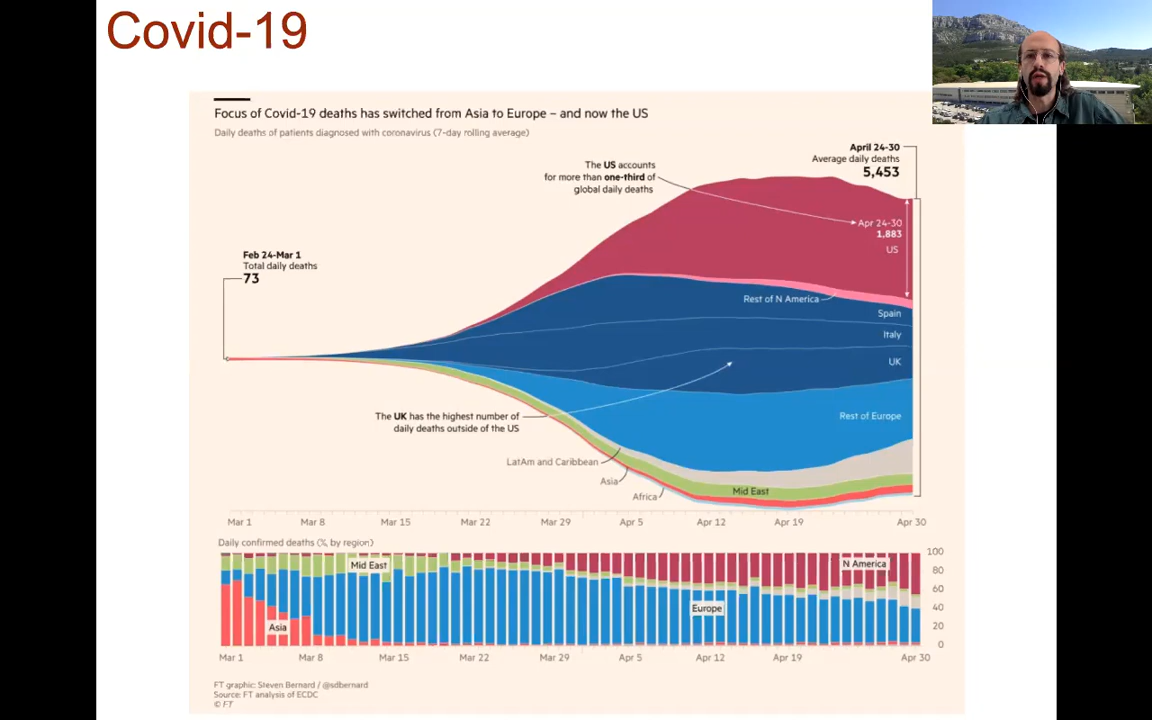 Covid-19
Focus of Covid-19 deaths has switched from Asia to Europe – and now the US
Daily deaths of patients diagnosed with coronavirus (7-day rolling average)
April 24-30
Average daily deaths
5,453
The US accounts
for more than one-third of
global daily deaths
Apr 24-30
1,883
US
Feb 24-Mar 1
Total daily deaths
73
Rest of N America
Spain
Italy
UK
The UK has the highest number of
daily deaths outside of the US
Rest of Europe
LatAm and Caribbean
Asia
Africa
Mid East
Mar 1 Mar 8 Mar 15 Mar 22 Mar 29 Apr 5 Apr 12 Apr 19 Apr 30
Daily confirmed deaths (%, by region)
100
Mid East
N America
80
60
Europe
40
Asia
20
0
Mar 1 Mar 8 Mar 15 Mar 22 Mar 29 Apr 5 Apr 12 Apr 19 Apr 30
FT graphic: Steven Bernard / @sdbernard
Source: FT analysis of ECDC
© FT